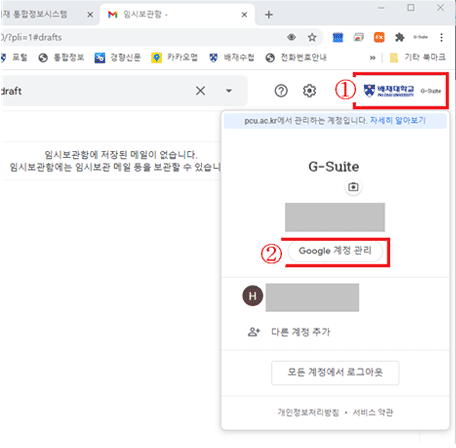 배재 통합정보시스템
임시보관함 -
0/?pli=1#drafts
G-Suite
포털 통합정보 경향신문 카카오맵 배재수첩 전화번호안내 » 기타 북마크
draft
① 배재대학교 G-Suite
PAI CHAI UNIVERSITY
pcu.ac.kr에서 관리하는 계정입니다. 자세히 알아보기
임시보관함에 저장된 메일이 없습니다.
임시보관함에는 임시보관 메일 등을 보관할 수 있습니
G-Suite
② Google 계정 관리
H
다른 계정 추가
모든 계정에서 로그아웃
개인정보처리방침 • 서비스 약관